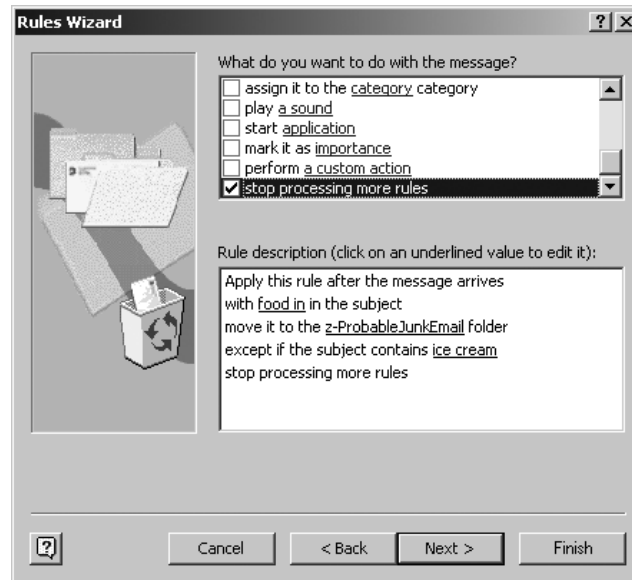 Rules Wizard
What do you want to do with the message?
assign it to the category category
play a sound
start application
mark it as importance
perform a custom action
stop processing more rules
Rule description (click on an underlined value to edit it):
Apply this rule after the message arrives
with food in in the subject
move it to the z-ProbableJunkEmail folder
except if the subject contains ice cream
stop processing more rules
Cancel
< Back
Next >
Finish